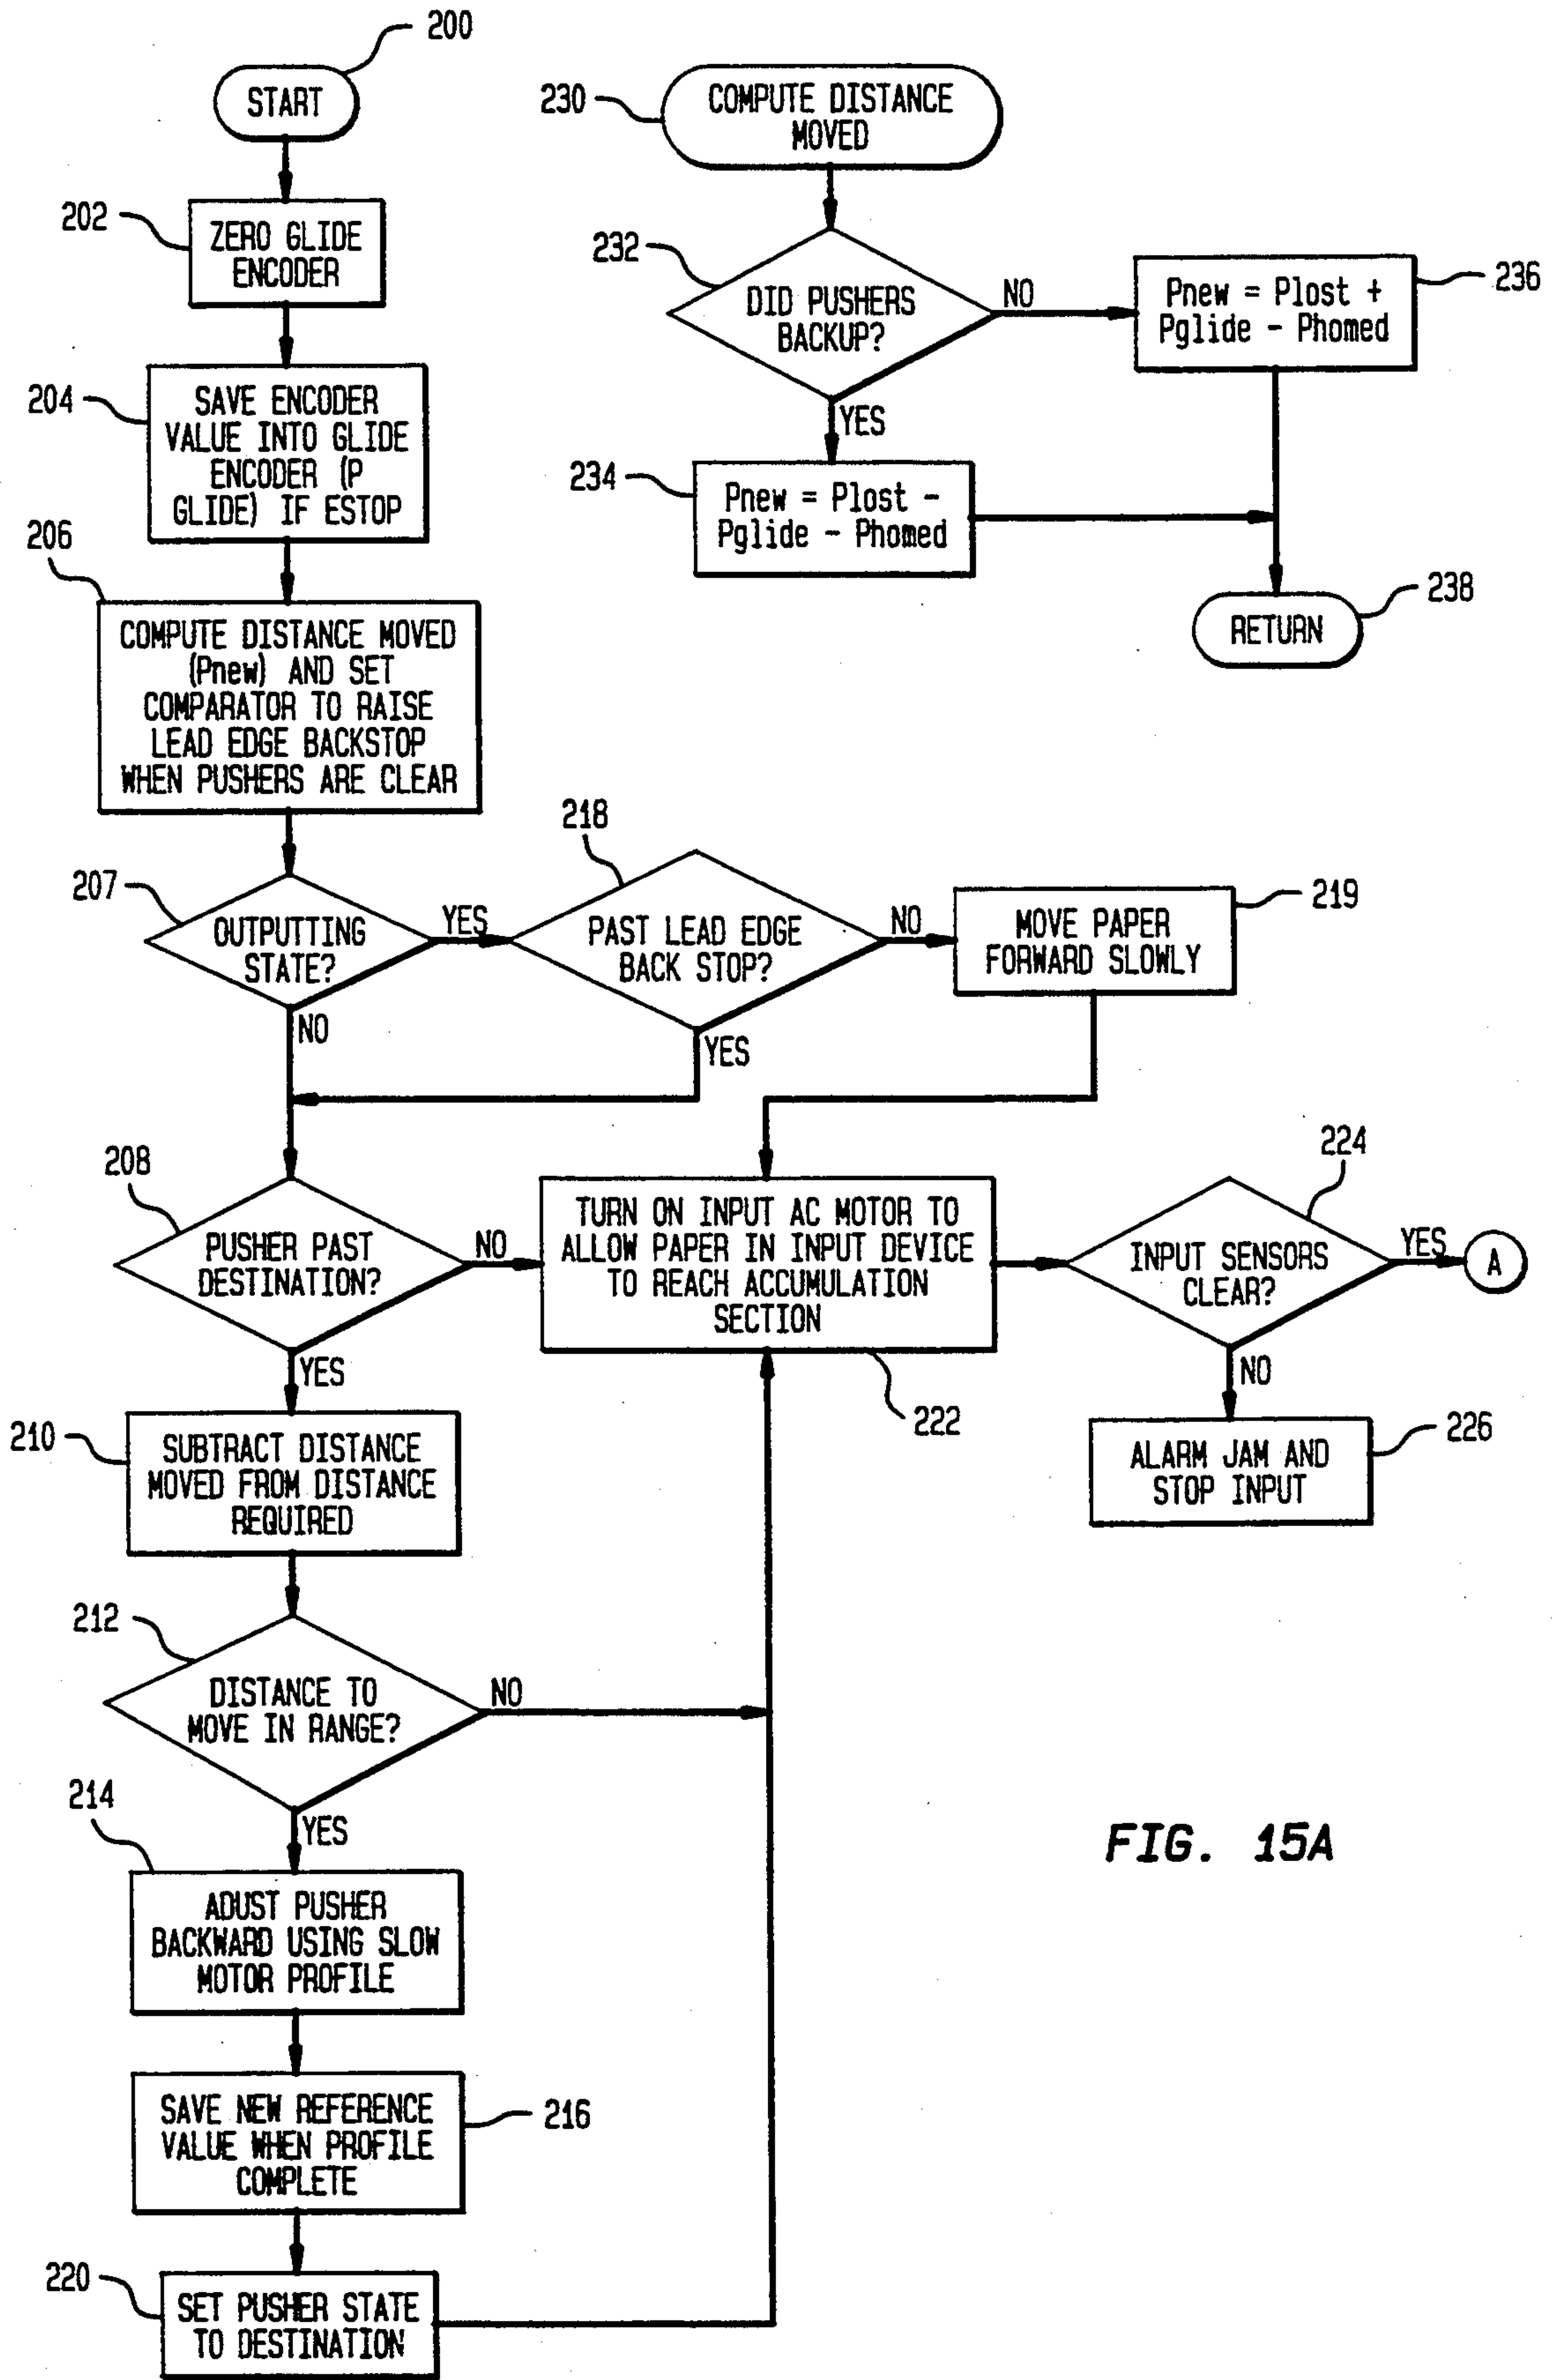 200
START
202
ZERO GLIDE
ENCODER
204
SAVE ENCODER
VALUE INTO GLIDE
ENCODER (P
GLIDE) IF ESTOP
206
COMPUTE DISTANCE MOVED
(Pnew) AND SET
COMPARATOR TO RAISE
LEAD EDGE BACKSTOP
WHEN PUSHERS ARE CLEAR
230
COMPUTE DISTANCE
MOVED
232
DID PUSHERS
BACKUP?
NO
236
Pnew = Plost +
Pglide - Phomed
YES
234
Pnew = Plost -
Pglide - Phomed
238
RETURN
207
OUTPUTTING
STATE?
YES
NO
218
PAST LEAD EDGE
BACK STOP?
NO
YES
219
MOVE PAPER
FORWARD SLOWLY
208
PUSHER PAST
DESTINATION?
NO
YES
TURN ON INPUT AC MOTOR TO
ALLOW PAPER IN INPUT DEVICE
TO REACH ACCUMULATION
SECTION
222
224
INPUT SENSORS
CLEAR?
YES
A
NO
226
ALARM JAM AND
STOP INPUT
210
SUBTRACT DISTANCE
MOVED FROM DISTANCE
REQUIRED
212
DISTANCE TO
MOVE IN RANGE?
NO
YES
214
ADUST PUSHER
BACKWARD USING SLOW
MOTOR PROFILE
216
SAVE NEW REFERENCE
VALUE WHEN PROFILE
COMPLETE
220
SET PUSHER STATE
TO DESTINATION
FIG. 15A